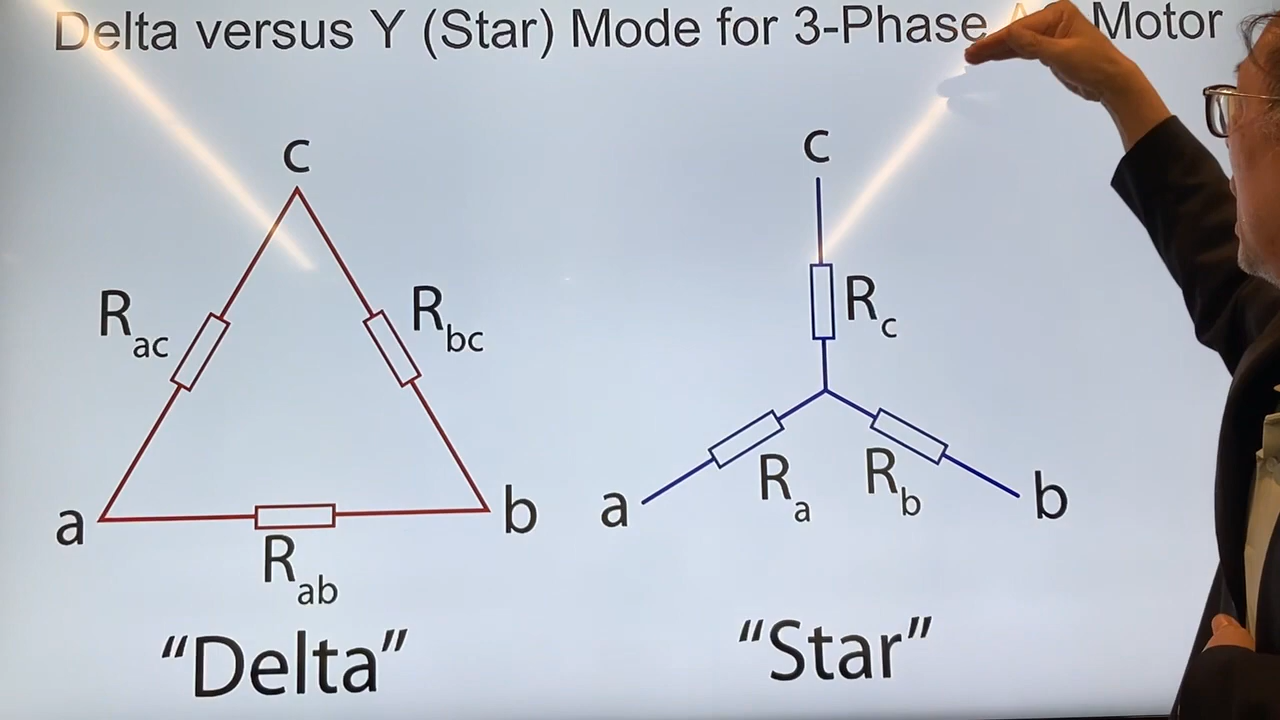 Delta versus Y (Star) Mode for 3-Phase Motor
c
c
R ac
R bc
R c
a
R ab
b
a
R a
R b
b
“Delta”
“Star”